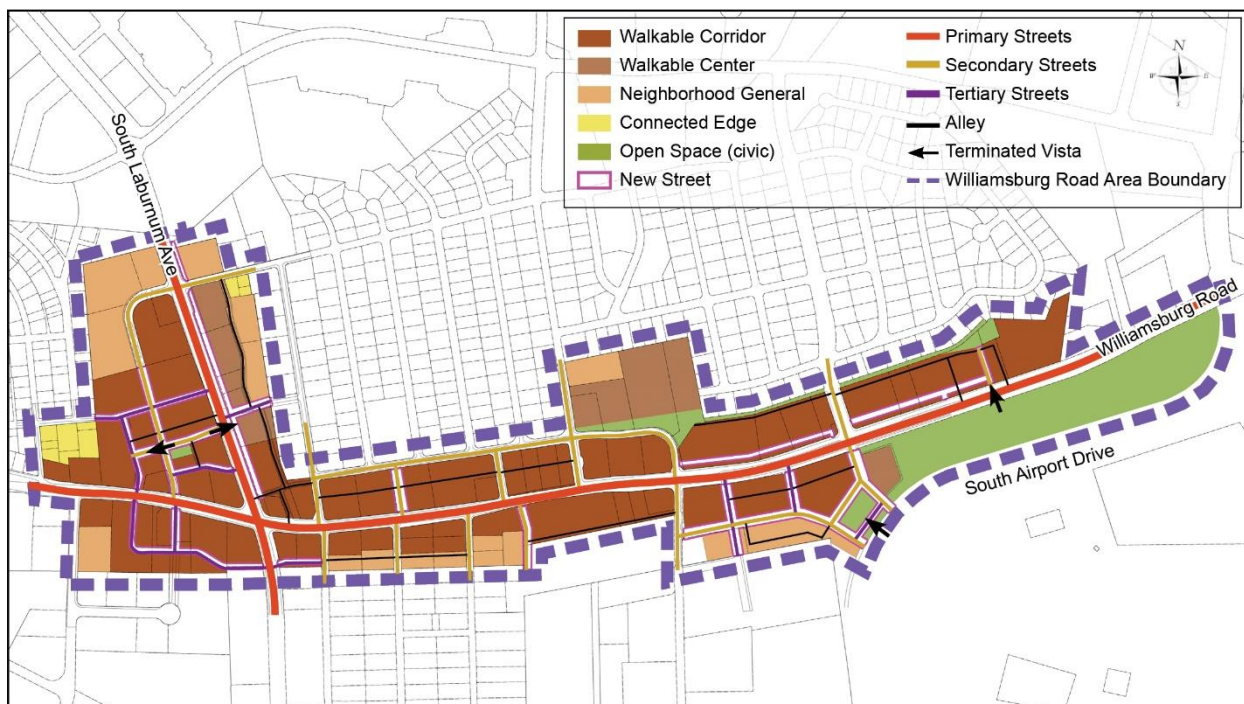 Walkable Corridor
Walkable Center
Neighborhood General
Connected Edge
Open Space (civic)
New Street
Primary Streets
Secondary Streets
Tertiary Streets
Alley
Terminated Vista
Williamsburg Road Area Boundary
N
W
E
S
South Laburnum Ave
Williamsburg Road
South Airport Drive